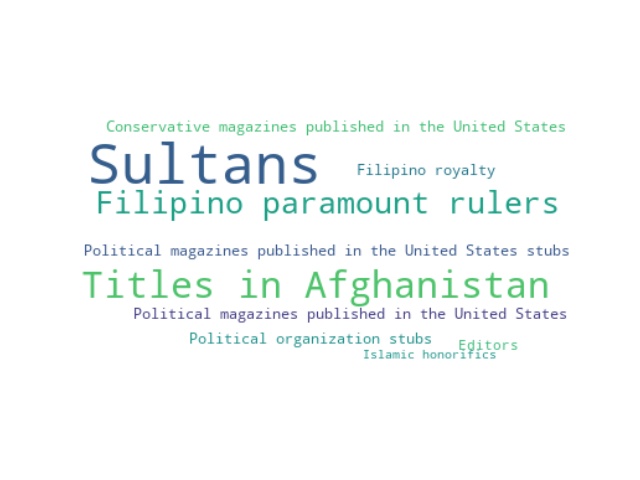 Conservative magazines published in the United States
Sultans
Filipino royalty
Filipino paramount rulers
Political magazines published in the United States stubs
Titles in Afghanistan
Political magazines published in the United States
Political organization stubs
Editors
Islamic honorifics